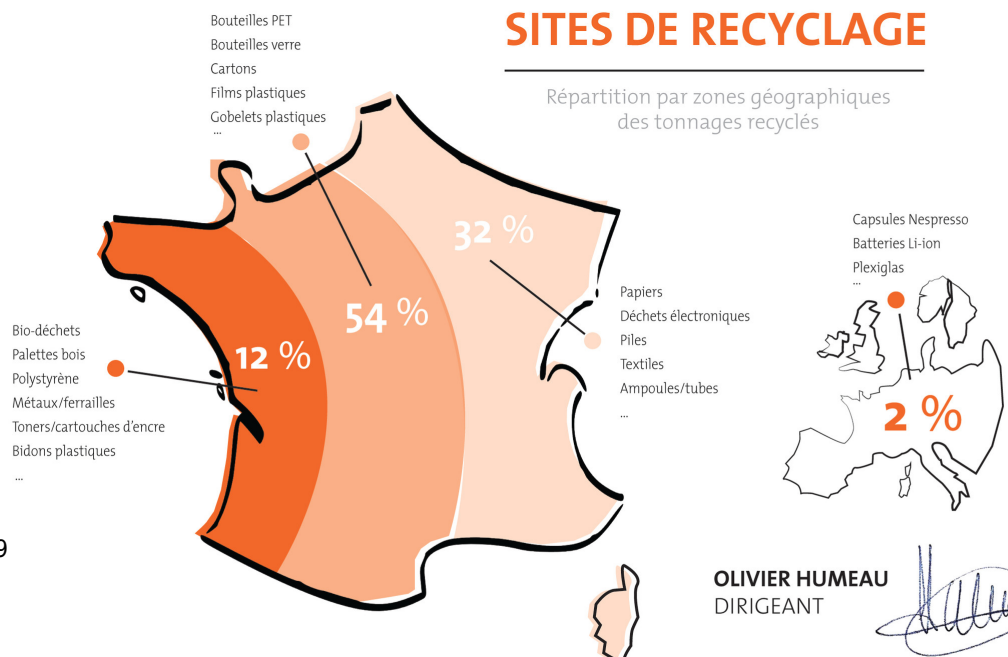 SITES DE RECYCLAGE
Répartition par zones géographiques
des tonnages recyclés
Bouteilles PET
Bouteilles verre
Cartons
Films plastiques
Gobelets plastiques
...
32 %
54 %
12 %
Bio-déchets
Palettes bois
Polystyrène
Métaux/ferrailles
Toners/cartouches d'encre
Bidons plastiques
...
Papiers
Déchets électroniques
Piles
Textiles
Ampoules/tubes
...
Capsules Nespresso
Batteries Li-ion
Plexiglas
...
2 %
9
OLIVIER HUMEAU
DIRIGEANT